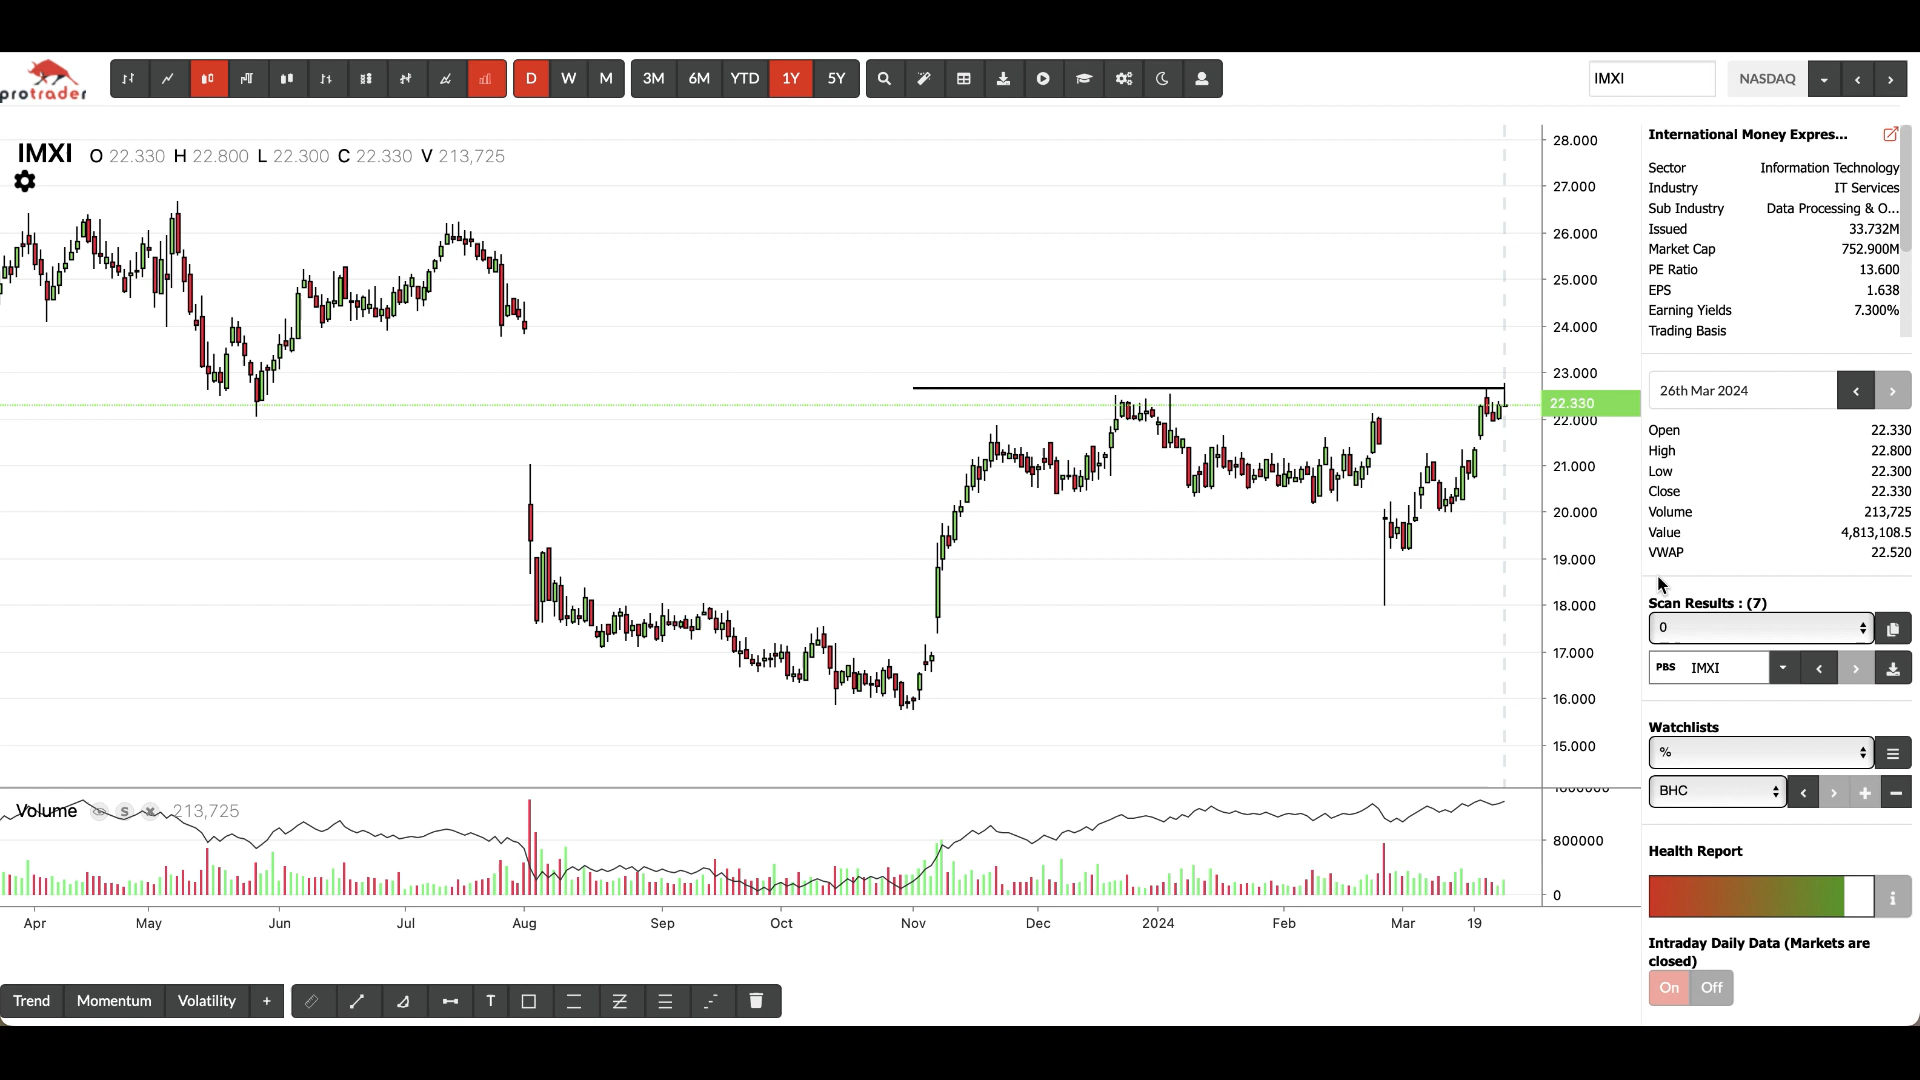 protrader
D W M 3M 6M YTD 1Y 5Y
IMXI NASDAQ
IMXI O 22.330 H 22.800 L 22.300 C 22.330 V 213,725
28.000
27.000
26.000
25.000
24.000
23.000
22.330
22.000
21.000
20.000
19.000
18.000
17.000
16.000
15.000
Volume S 213,725
800000
0
Apr May Jun Jul Aug Sep Oct Nov Dec 2024 Feb Mar 19
Trend Momentum Volatility + T
International Money Expres...
Sector Information Technology
Industry IT Services
Sub Industry Data Processing & O...
Issued 33.732M
Market Cap 752.900M
PE Ratio 13.600
EPS 1.638
Earning Yields 7.300%
Trading Basis
26th Mar 2024
Open 22.330
High 22.800
Low 22.300
Close 22.330
Volume 213,725
Value 4,813,108.5
VWAP 22.520
Scan Results : (7)
0
PBS IMXI
Watchlists
%
BHC
Health Report
Intraday Daily Data (Markets are
closed)
On Off